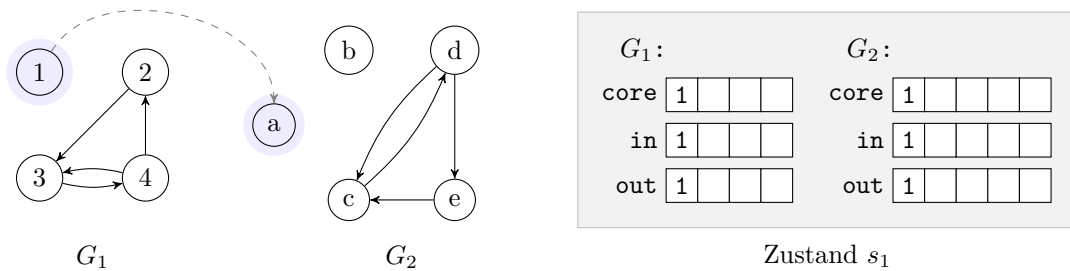 b d
G₁: G₂:
1 2
core 1 core 1
a
in 1 in 1
3 4
out 1 out 1
c e
G₁ G₂ Zustand s₁